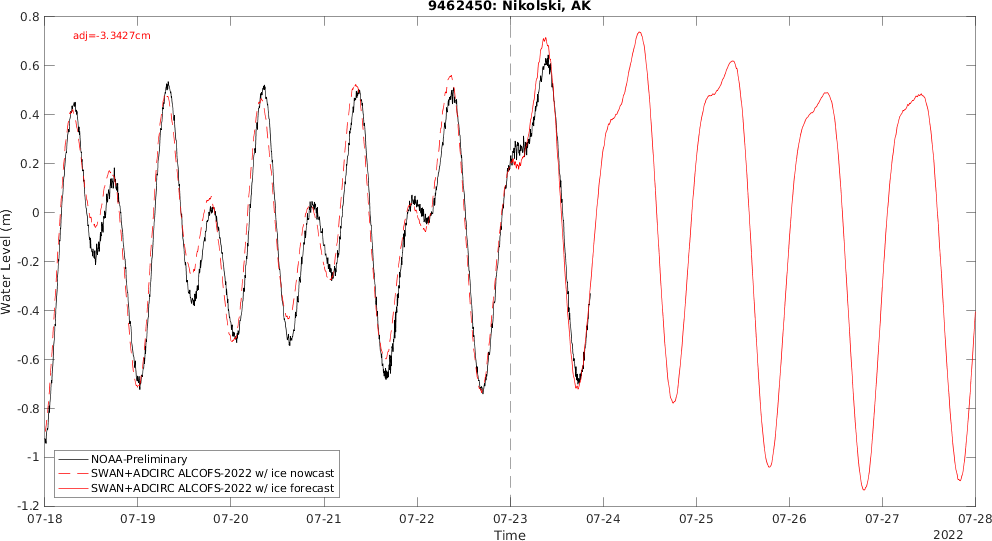 9462450: Nikolski, AK
adj=-3.3427cm
Water Level (m)
0.8
0.6
0.4
0.2
0
-0.2
-0.4
-0.6
-0.8
-1
-1.2
NOAA-Preliminary
SWAN+ADCIRC ALCOFS-2022 w/ ice nowcast
SWAN+ADCIRC ALCOFS-2022 w/ ice forecast
07-18 07-19 07-20 07-21 07-22 07-23 07-24 07-25 07-26 07-27 07-28
Time
2022